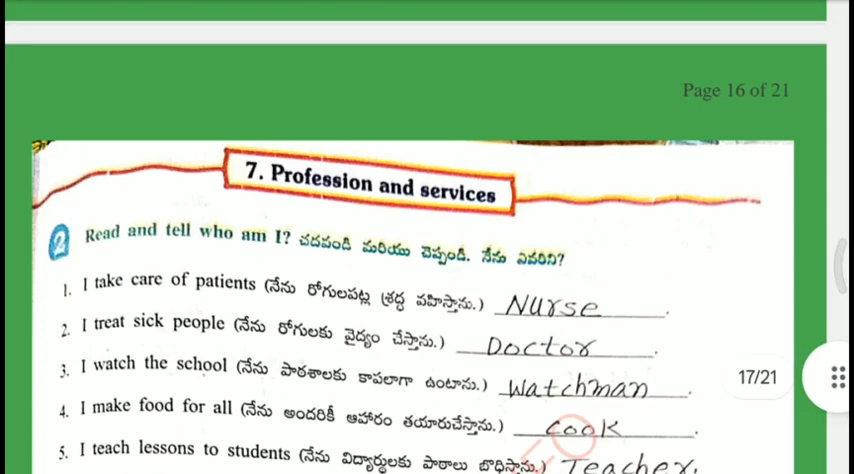 Page 16 of 21
7. Profession and services
2 Read and tell who am I? చదవండి మరియు చెప్పండి. నేను ఎవరిని?
1. I take care of patients (నేను రోగులపట్ల శ్రద్ధ వహిస్తాను.) Nurse.
2. I treat sick people (నేను రోగులకు వైద్యం చేస్తాను.) Doctor.
3. I watch the school (నేను పాఠశాలకు కాపలాగా ఉంటాను.) Watchman.
17/21
4. I make food for all (నేను అందరికీ ఆహారం తయారుచేస్తాను.) Cook.
5. I teach lessons to students (నేను విద్యార్థులకు పాఠాలు బోధిస్తాను.) Teacher.